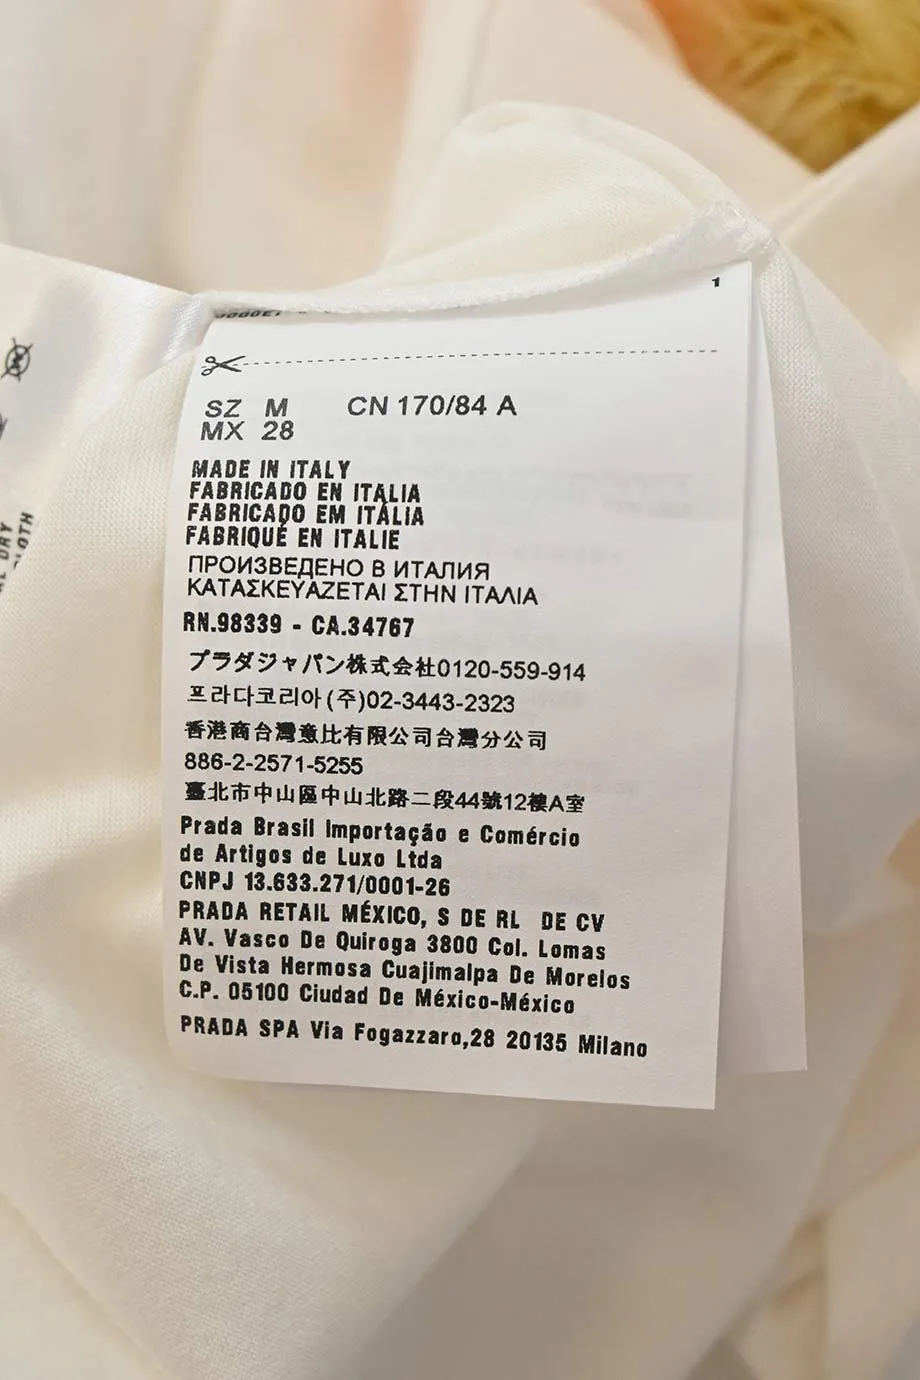 1
SZ M CN 170/84 A
MX 28
MADE IN ITALY
FABRICADO EN ITALIA
FABRICADO EM ITÁLIA
FABRIQUÉ EN ITALIE
ПРОИЗВЕДЕНО В ИТАЛИЯ
ΚΑΤΑΣΚΕΥΑΖΕΤΑΙ ΣΤΗΝ ΙΤΑΛΙΑ
RN.98339 - CA.34767
プラダジャパン株式会社0120-559-914
프라다코리아(주)02-3443-2323
香港商台灣意比有限公司台灣分公司
886-2-2571-5255
臺北市中山區中山北路二段44號12樓A室
Prada Brasil Importação e Comércio
de Artigos de Luxo Ltda
CNPJ 13.633.271/0001-26
PRADA RETAIL MÉXICO, S DE RL DE CV
AV. Vasco De Quiroga 3800 Col. Lomas
De Vista Hermosa Cuajimalpa De Morelos
C.P. 05100 Ciudad De México-México
PRADA SPA Via Fogazzaro,28 20135 Milano
DRY